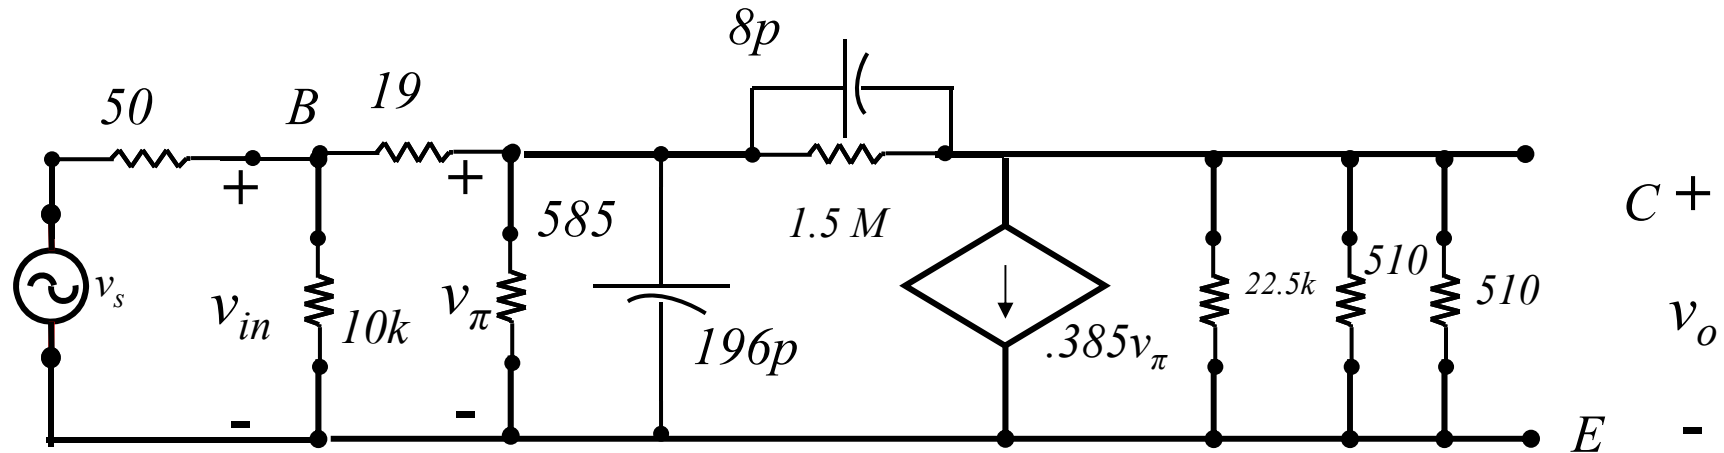 8p
50
B
19
+
+
585
1.5 M
C +
v_s
v_in
10k
v_π
196p
.385v_π
22.5k
510
510
v_o
-
-
E
-